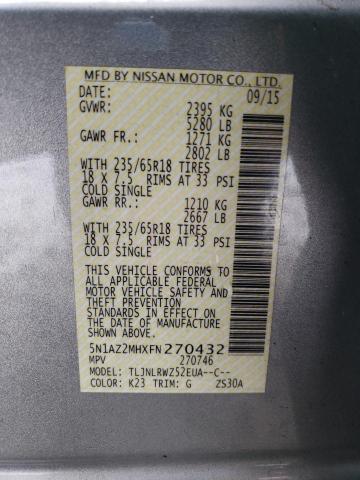 MFD BY NISSAN MOTOR CO., LTD.
DATE: 09/15
GVWR: 2395 KG
5280 LB
GAWR FR.: 1271 KG
2802 LB
WITH 235/65R18 TIRES
18 X 7.5 RIMS AT 33 PSI
COLD SINGLE
GAWR RR.: 1210 KG
2667 LB
WITH 235/65R18 TIRES
18 X 7.5 RIMS AT 33 PSI
COLD SINGLE
THIS VEHICLE CONFORMS TO
ALL APPLICABLE FEDERAL
MOTOR VEHICLE SAFETY
AND THEFT PREVENTION
STANDARDS IN EFFECT ON
THE DATE OF MANUFACTURE
SHOWN ABOVE.
5N1AZ2MHXFN270432
MPV 270746
MODEL: TLJNLRWZ52EUA--C--
COLOR: K23 TRIM: G ZS30A